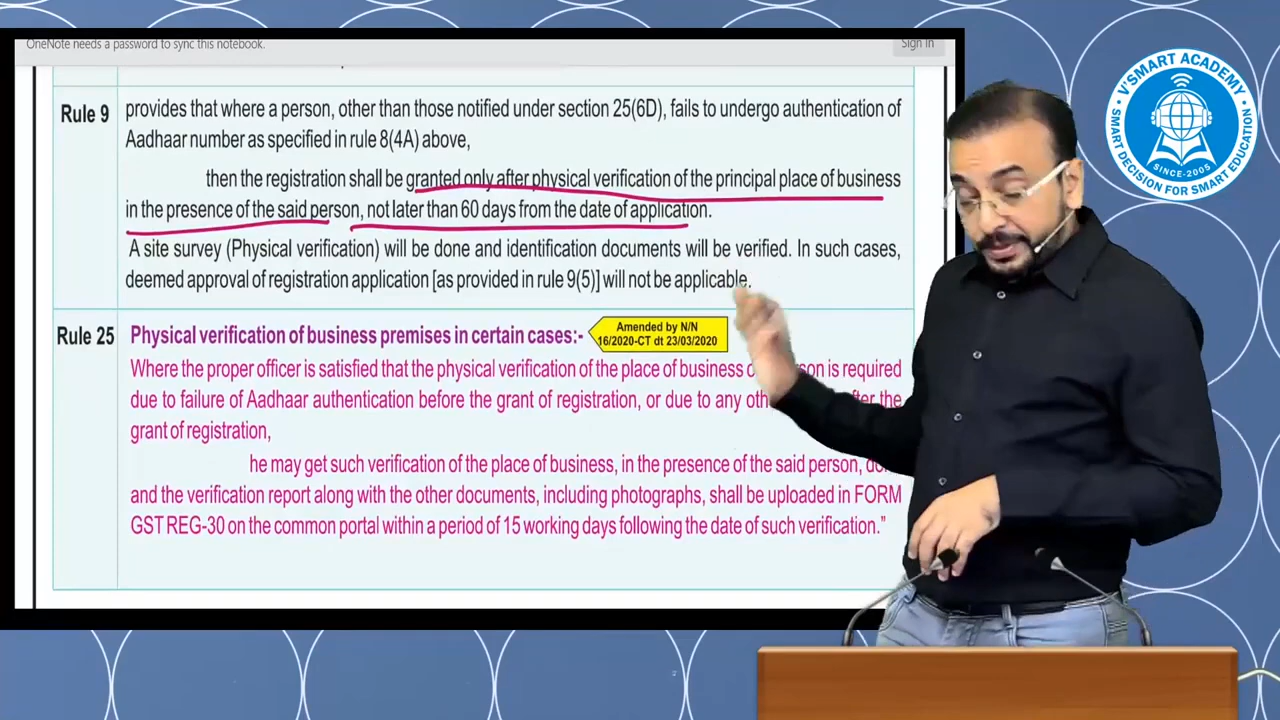 OneNote needs a password to sync this notebook.
Sign in
Rule 9
provides that where a person, other than those notified under section 25(6D), fails to undergo authentication of
Aadhaar number as specified in rule 8(4A) above,
then the registration shall be granted only after physical verification of the principal place of business
in the presence of the said person, not later than 60 days from the date of application.
A site survey (Physical verification) will be done and identification documents will be verified. In such cases,
deemed approval of registration application [as provided in rule 9(5)] will not be applicable.
Rule 25
Physical verification of business premises in certain cases:-
Amended by N/N
16/2020-CT dt 23/03/2020
Where the proper officer is satisfied that the physical verification of the place of business is required
due to failure of Aadhaar authentication before the grant of registration, or due to any after the
grant of registration,
he may get such verification of the place of business, in the presence of the said person,
and the verification report along with the other documents, including photographs, shall be uploaded in FORM
GST REG-30 on the common portal within a period of 15 working days following the date of such verification."
V'SMART ACADEMY
SINCE-2005
SMART DECISION FOR SMART EDUCATION